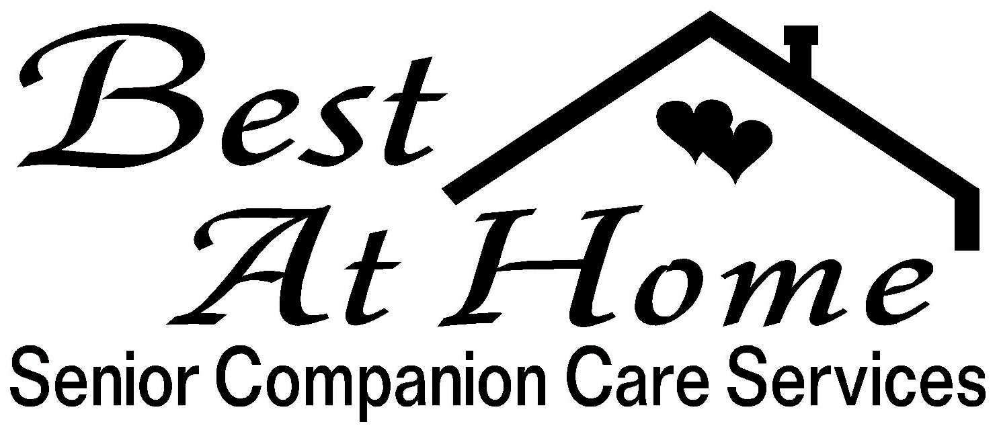 Best
At Home
Senior Companion Care Services